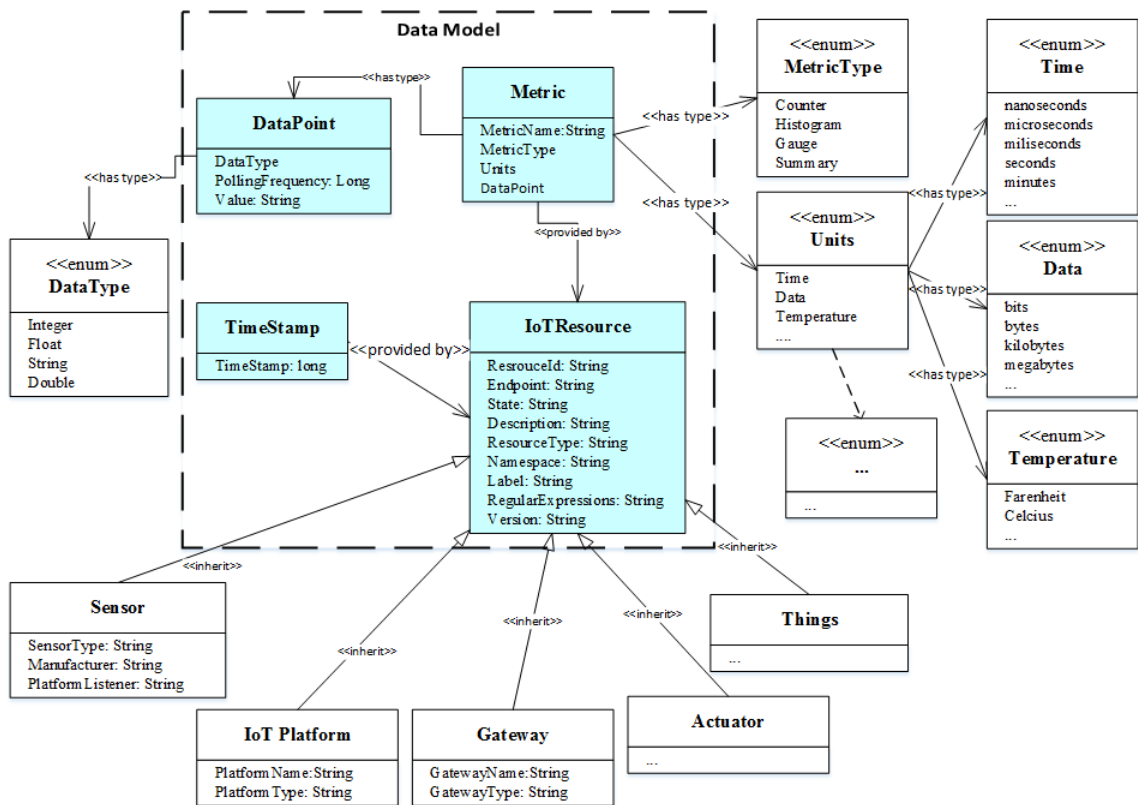 Data Model
<<has type>>
DataPoint
DataType
PollingFrequency: Long
Value: String
Metric
MetricName:String
MetricType
Units
DataPoint
<<has type>>
<<has type>>
<<enum>>
MetricType
Counter
Histogram
Gauge
Summary
<<enum>>
Time
nanoseconds
microseconds
miliseconds
seconds
minutes
...
<<has type>>
<<enum>>
DataType
Integer
Float
String
Double
<<provided by>>
<<enum>>
Units
Time
Data
Temperature
....
<<has type>>
<<has type>>
<<has type>>
<<enum>>
Data
bits
bytes
kilobytes
megabytes
...
TimeStamp
TimeStamp: long
<<provided by>>
IoTResource
ResrouceId: String
Endpoint: String
State: String
Description: String
ResourceType: String
Namespace: String
Label: String
RegularExpressions: String
Version: String
<<enum>>
...
...
<<enum>>
Temperature
Farenheit
Celcius
...
<<inherit>>
<<inherit>>
<<inherit>>
<<inherit>>
<<inherit>>
Sensor
SensorType: String
Manufacturer: String
PlatformListener: String
Things
...
IoT Platform
PlatformName:String
PlatformType: String
Gateway
GatewayName:String
GatewayType: String
Actuator
...